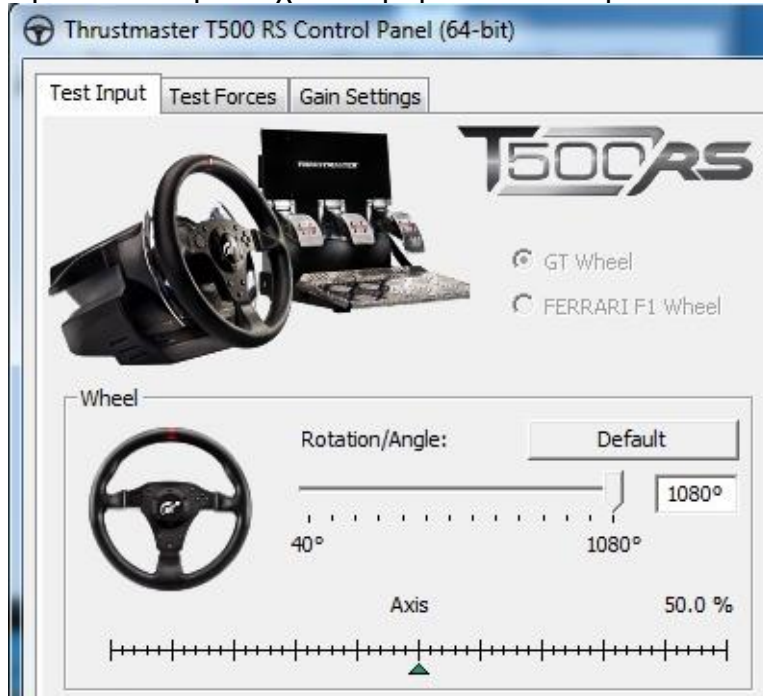 Thrustmaster T500 RS Control Panel (64-bit)
Test Input Test Forces Gain Settings
THRUSTMASTER
T500RS
GT Wheel
FERRARI F1 Wheel
Wheel
Rotation/Angle: Default
1080°
40° 1080°
Axis 50.0 %